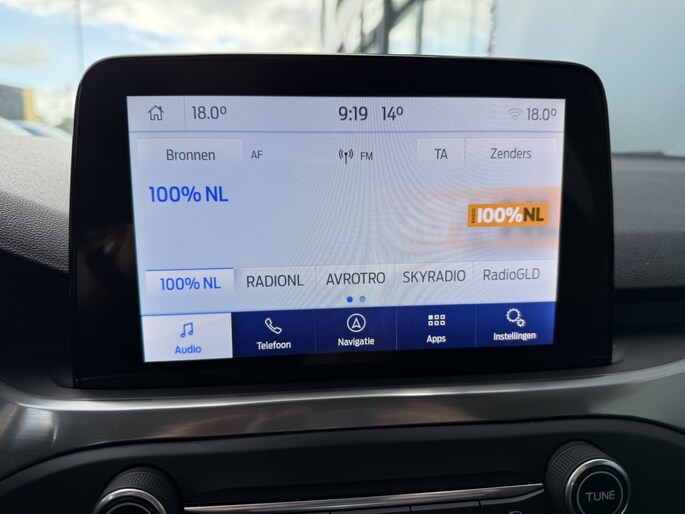 18.0° 9:19 14° 18.0°
Bronnen AF FM TA Zenders
100% NL
RADIO 100%NL
100% NL RADIONL AVROTRO SKYRADIO RadioGLD
Audio Telefoon Navigatie Apps Instellingen
TUNE